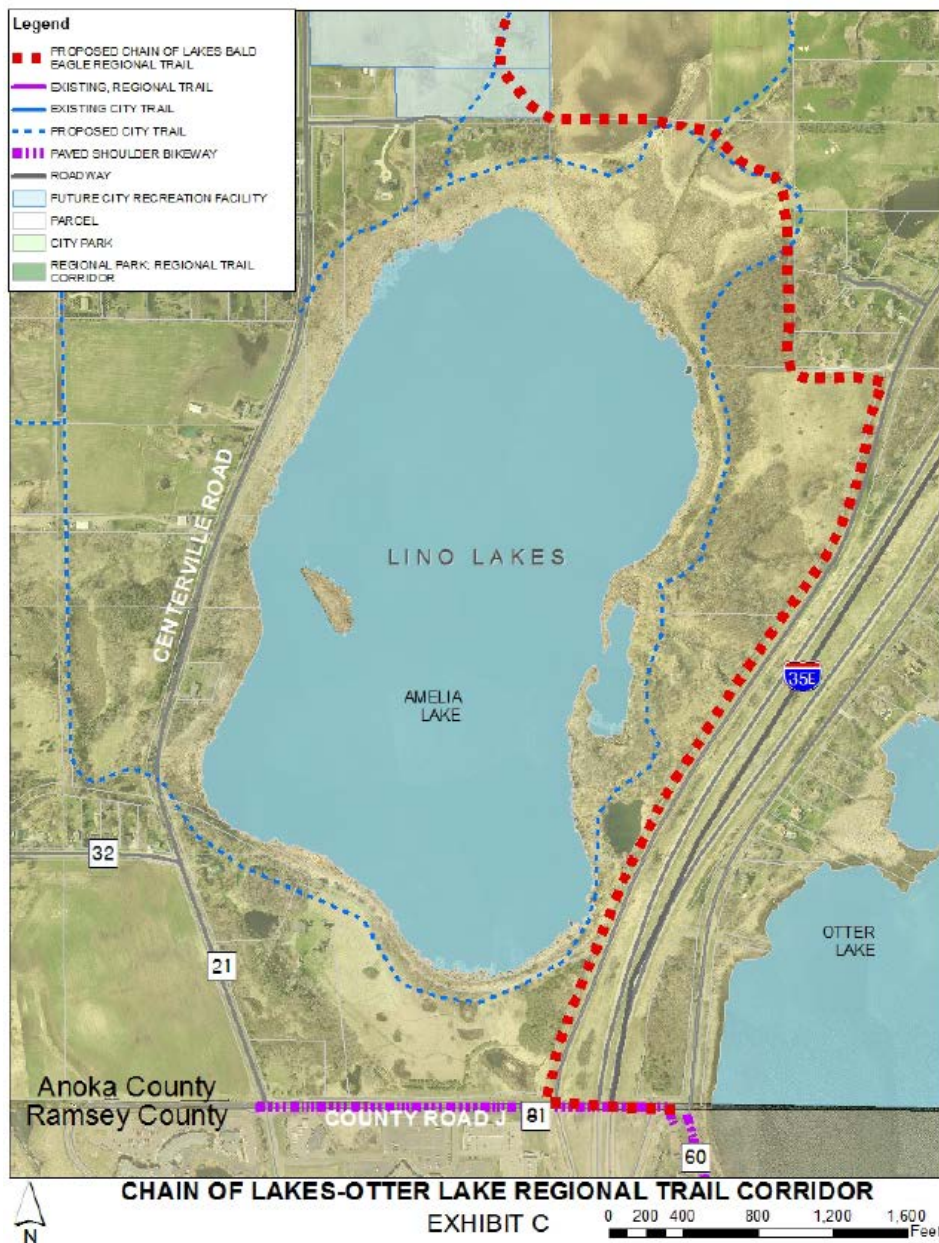 Legend
PROPOSED CHAIN OF LAKES BALD
EAGLE REGIONAL TRAIL
EXISTING, REGIONAL TRAIL
EXISTING CITY TRAIL
PROPOSED CITY TRAIL
PAVED SHOULDER BIKEWAY
ROADWAY
FUTURE CITY RECREATION FACILITY
PARCEL
CITY PARK
REGIONAL PARK; REGIONAL TRAIL
CORRIDOR
CENTERVILLE ROAD
LINO LAKES
35E
AMELIA
LAKE
32
OTTER
LAKE
21
Anoka County
Ramsey County
COUNTY ROAD J
81
60
CHAIN OF LAKES-OTTER LAKE REGIONAL TRAIL CORRIDOR
EXHIBIT C
N
0 200 400 800 1,200 1,600
Feet